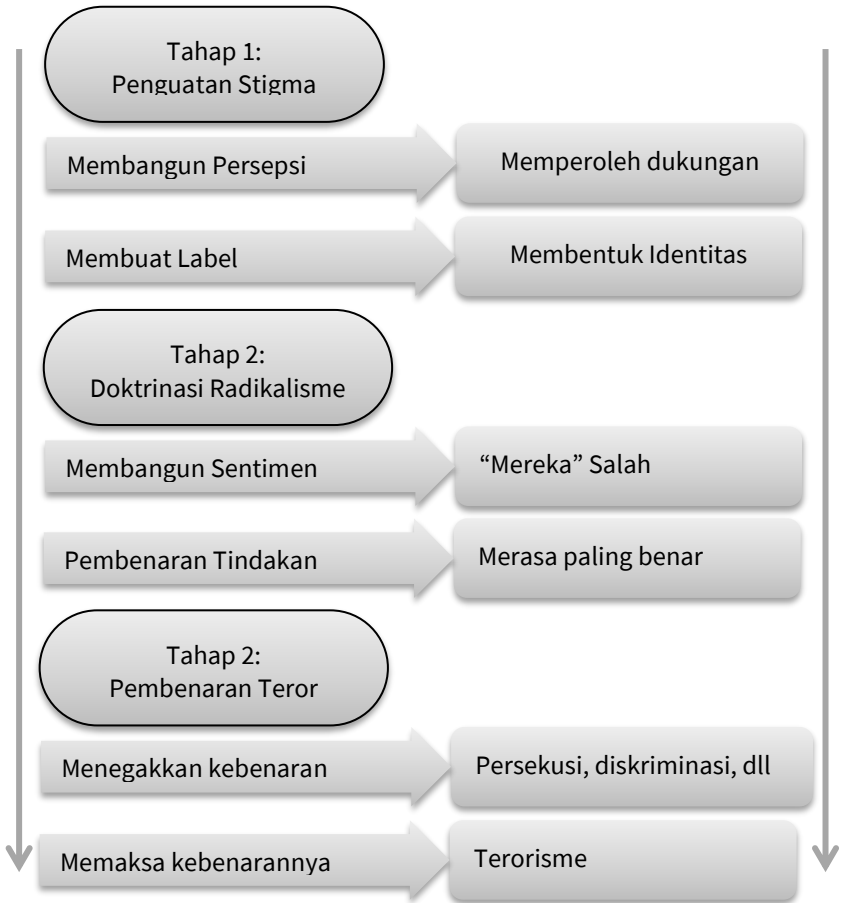 Tahap 1:
Penguatan Stigma
Membangun Persepsi
Memperoleh dukungan
Membuat Label
Membentuk Identitas
Tahap 2:
Doktrinasi Radikalisme
Membangun Sentimen
“Mereka” Salah
Pembenaran Tindakan
Merasa paling benar
Tahap 2:
Pembenaran Teror
Menegakkan kebenaran
Persekusi, diskriminasi, dll
Memaksa kebenarannya
Terorisme